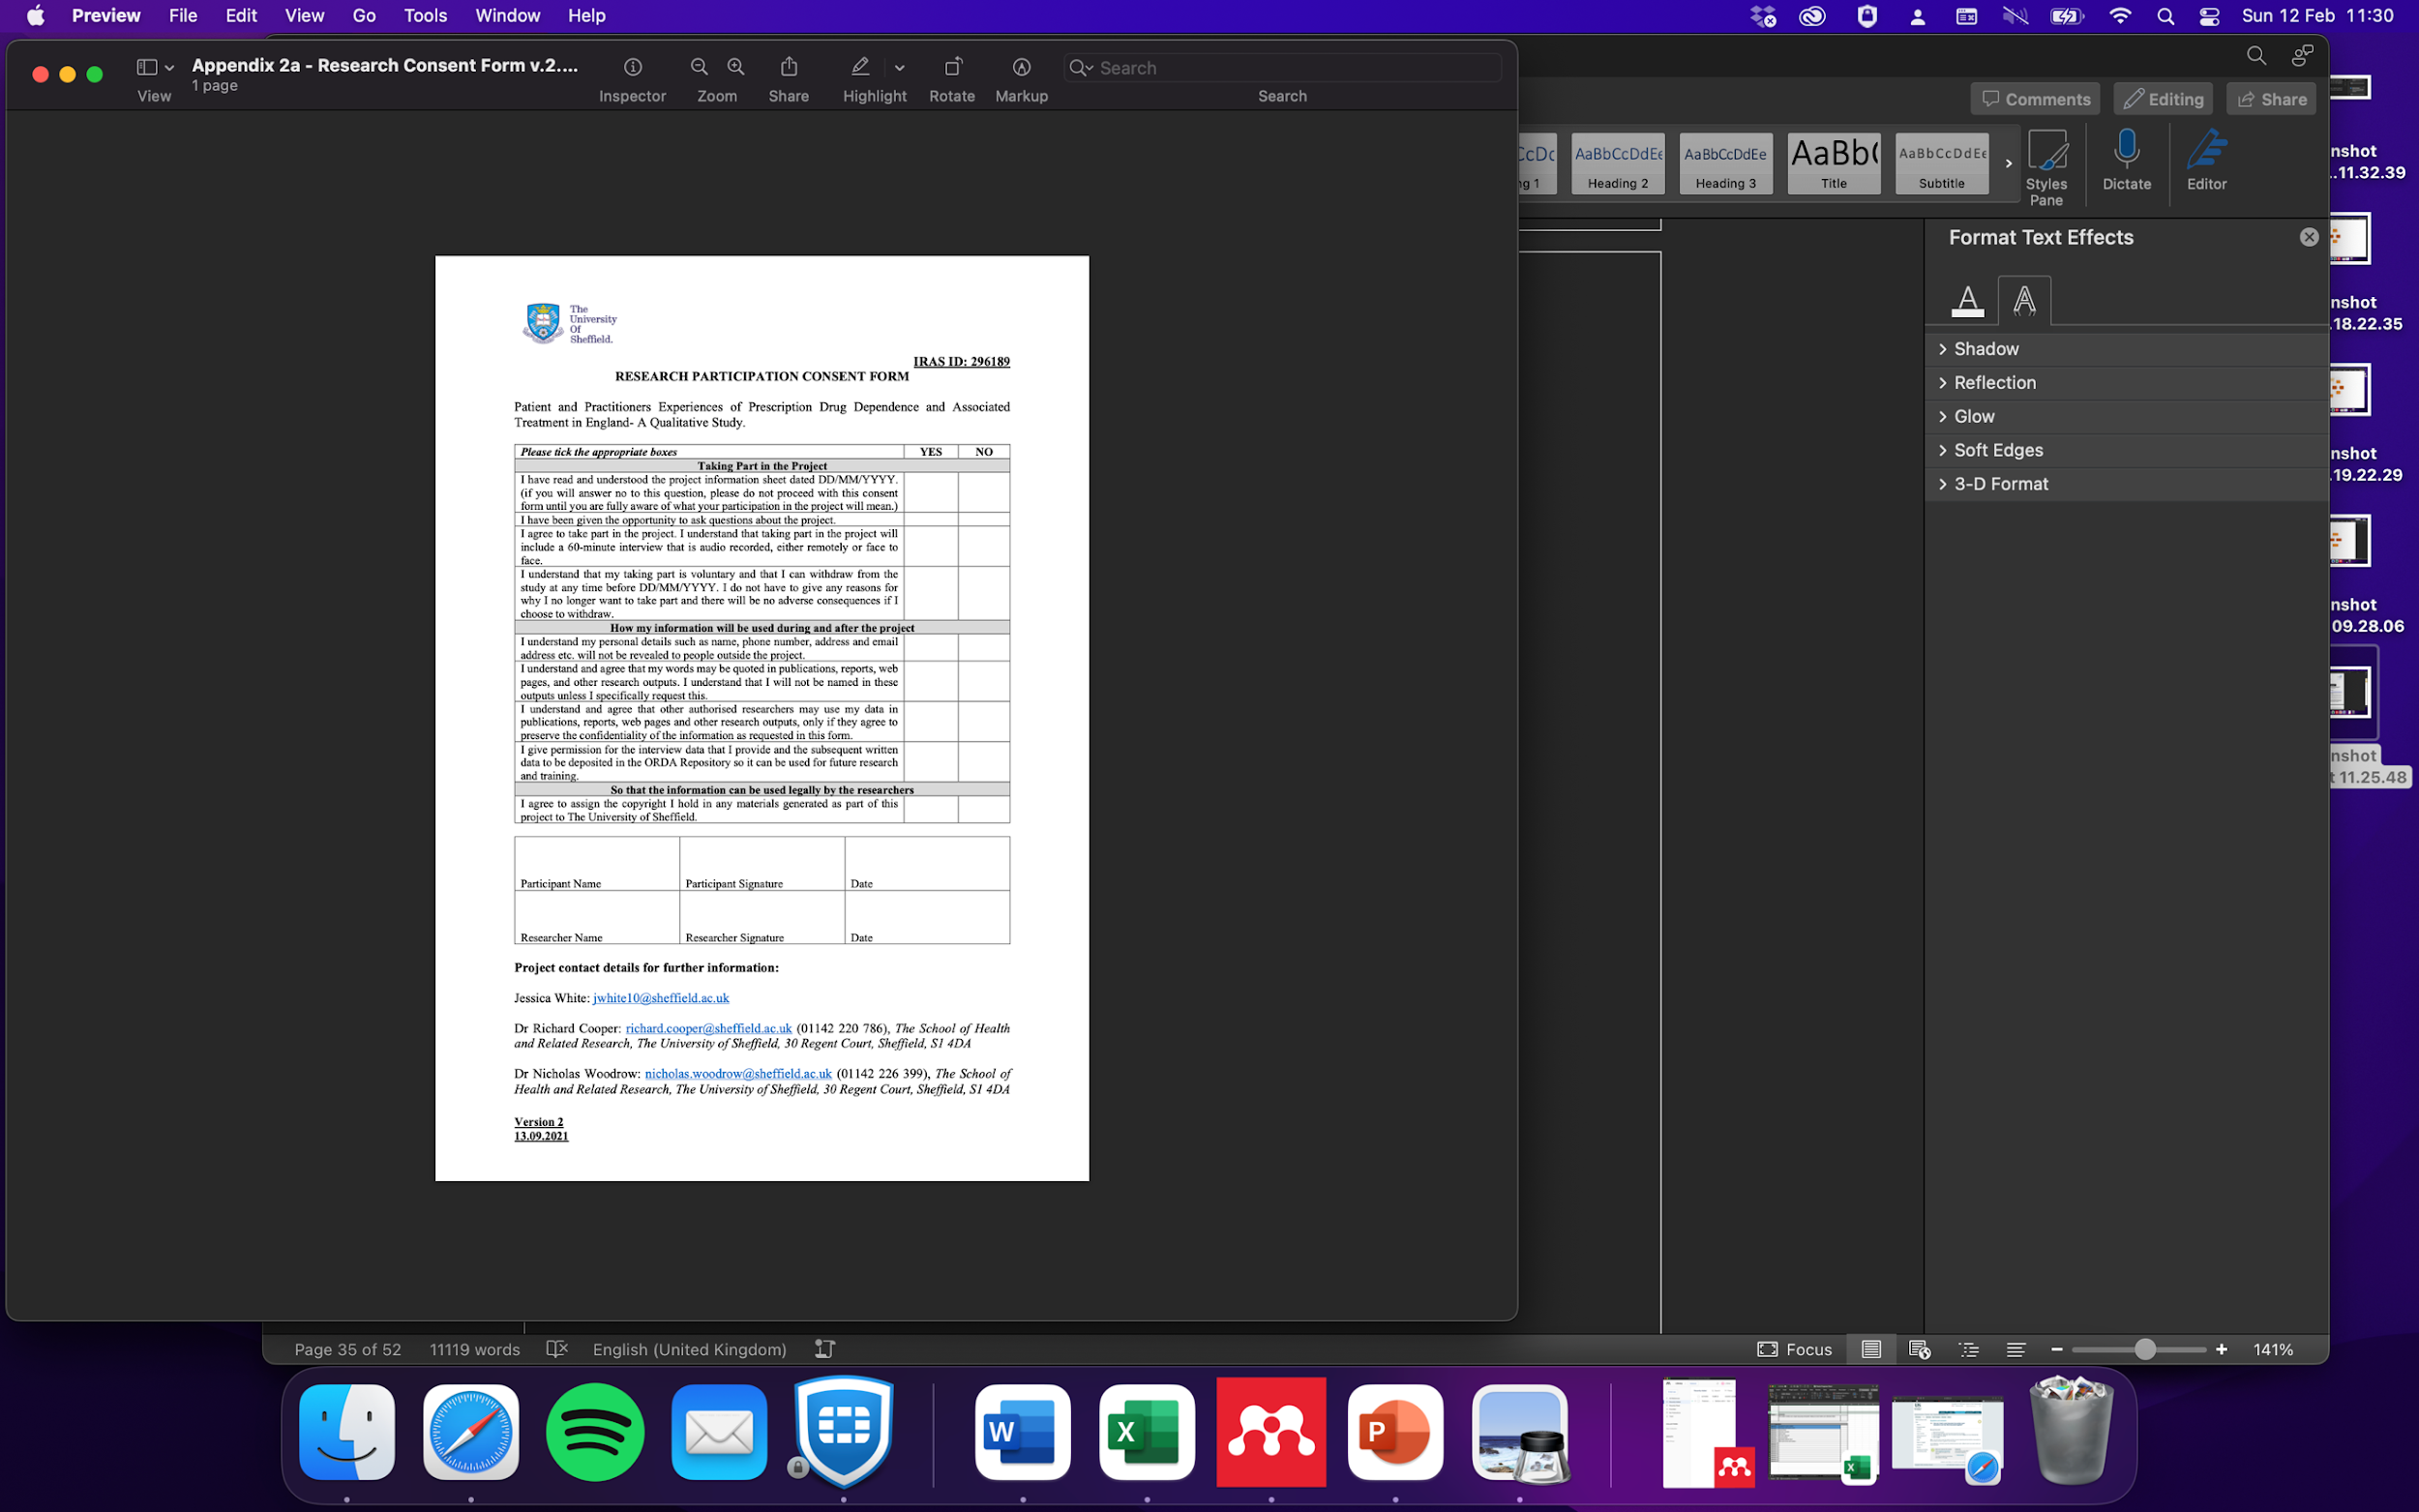 Preview File Edit View Go Tools Window Help
Sun 12 Feb 11:30
Appendix 2a - Research Consent Form v.2....
1 page
View
Inspector
Zoom
Share
Highlight
Rotate
Markup
Search
Search
Comments
Editing
Share
AaBbCcDdEe
AaBbCcDdEe
AaBb(
AaBbCcDdEe
ng 1
Heading 2
Heading 3
Title
Subtitle
Styles
Pane
Dictate
Editor
Format Text Effects
Shadow
Reflection
Glow
Soft Edges
3-D Format
nshot
..11.32.39
nshot
.18.22.35
nshot
.19.22.29
nshot
09.28.06
nshot
t 11.25.48
The
University
Of
Sheffield.
IRAS ID: 296189
RESEARCH PARTICIPATION CONSENT FORM
Patient and Practitioners Experiences of Prescription Drug Dependence and Associated
Treatment in England- A Qualitative Study.
Please tick the appropriate boxes YES NO
Taking Part in the Project
I have read and understood the project information sheet dated DD/MM/YYYY.
(if you will answer no to this question, please do not proceed with this consent
form until you are fully aware of what your participation in the project will mean.)
I have been given the opportunity to ask questions about the project.
I agree to take part in the project. I understand that taking part in the project will
include a 60-minute interview that is audio recorded, either remotely or face to
face.
I understand that my taking part is voluntary and that I can withdraw from the
study at any time before DD/MM/YYYY. I do not have to give any reasons for
why I no longer want to take part and there will be no adverse consequences if I
choose to withdraw.
How my information will be used during and after the project
I understand my personal details such as name, phone number, address and email
address etc. will not be revealed to people outside the project.
I understand and agree that my words may be quoted in publications, reports, web
pages, and other research outputs. I understand that I will not be named in these
outputs unless I specifically request this.
I understand and agree that other authorised researchers may use my data in
publications, reports, web pages and other research outputs, only if they agree to
preserve the confidentiality of the information as requested in this form.
I give permission for the interview data that I provide and the subsequent written
data to be deposited in the ORDA Repository so it can be used for future research
and training.
So that the information can be used legally by the researchers
I agree to assign the copyright I hold in any materials generated as part of this
project to The University of Sheffield.
Participant Name Participant Signature Date
Researcher Name Researcher Signature Date
Project contact details for further information:
Jessica White: jwhite10@sheffield.ac.uk
Dr Richard Cooper: richard.cooper@sheffield.ac.uk (01142 220 786), The School of Health
and Related Research, The University of Sheffield, 30 Regent Court, Sheffield, S1 4DA
Dr Nicholas Woodrow: nicholas.woodrow@sheffield.ac.uk (01142 226 399), The School of
Health and Related Research, The University of Sheffield, 30 Regent Court, Sheffield, S1 4DA
Version 2
13.09.2021
Page 35 of 52 11119 words English (United Kingdom)
Focus
141%